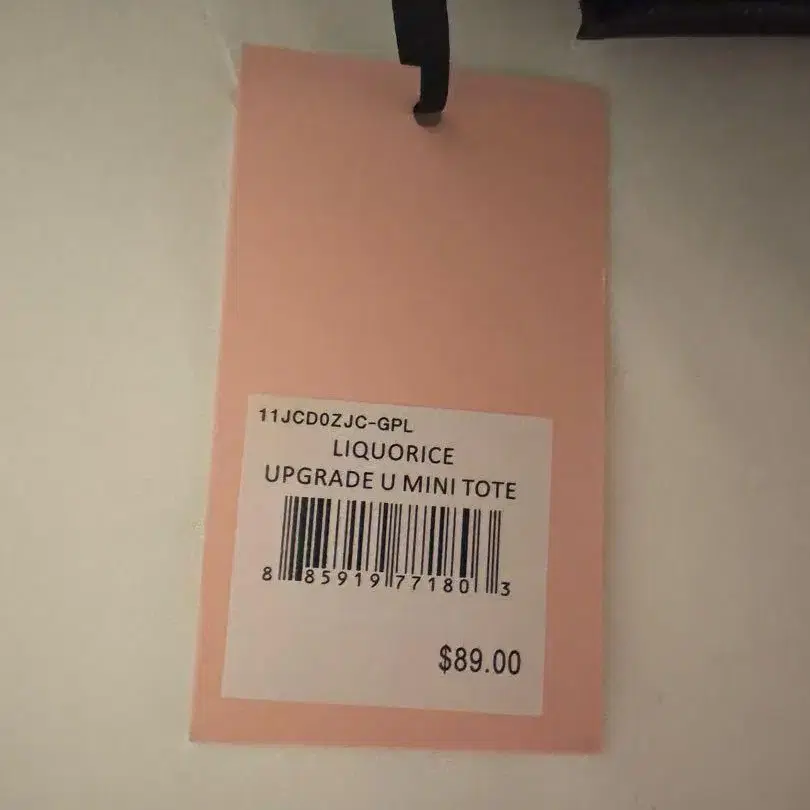 11JCD0ZJC-GPL
LIQUORICE
UPGRADE U MINI TOTE
8 85919 77180 3
$89.00